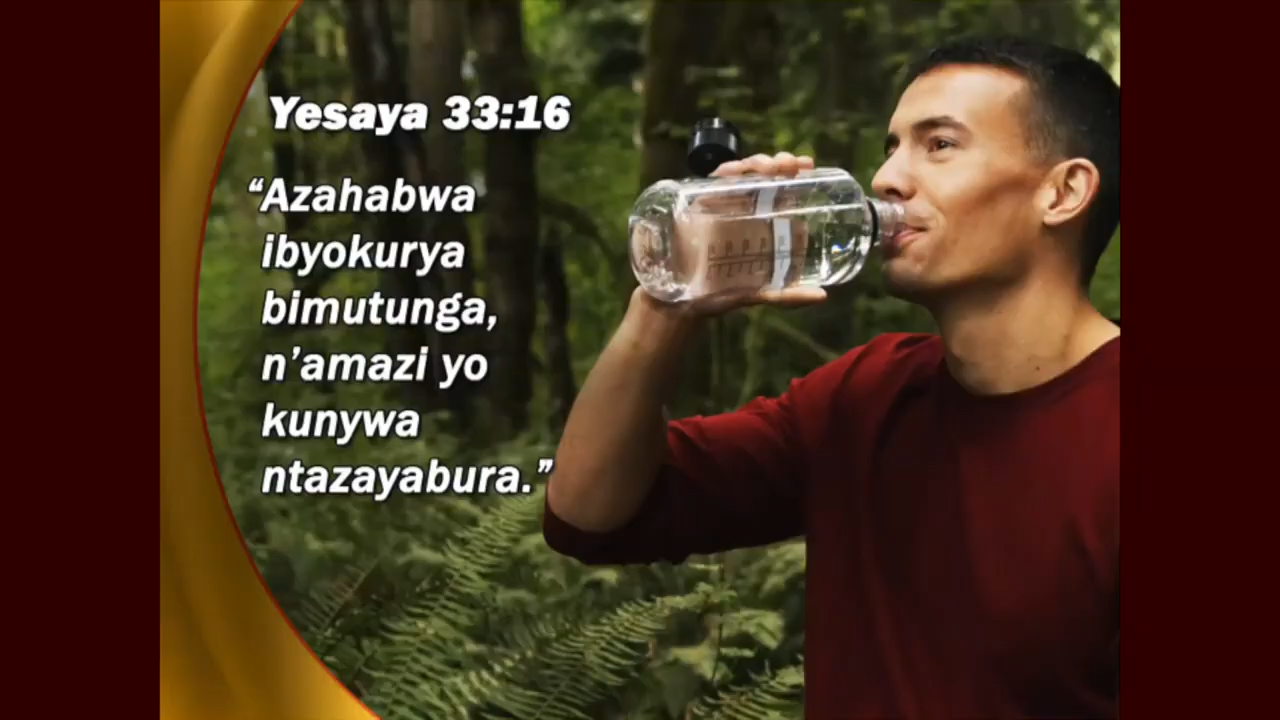 Yesaya 33:16
“Azahabwa
ibyokurya
bimutunga,
n’amazi yo
kunywa
ntazayabura.”